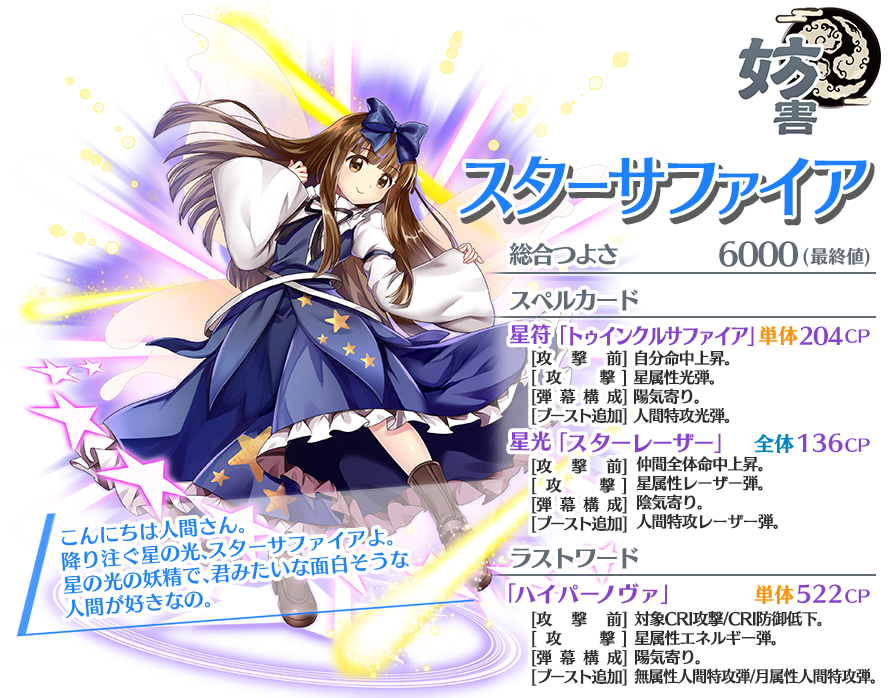 妨害
スターサファイア
総合つよさ 6000(最終値)
スペルカード
星符「トゥインクルサファイア」単体204CP
[攻撃前] 自分命中上昇。
[攻撃] 星属性光弾。
[弾幕構成] 陽気寄り。
[ブースト追加] 人間特攻光弾。
星光「スターレーザー」 全体136CP
[攻撃前] 仲間全体命中上昇。
[攻撃] 星属性レーザー弾。
[弾幕構成] 陰気寄り。
[ブースト追加] 人間特攻レーザー弾。
ラストワード
「ハイパーノヴァ」 単体522CP
[攻撃前] 対象CRI攻撃/CRI防御低下。
[攻撃] 星属性エネルギー弾。
[弾幕構成] 陽気寄り。
[ブースト追加] 無属性人間特攻弾/月属性人間特攻弾。
こんにちは人間さん。
降り注ぐ星の光、スターサファイアよ。
星の光の妖精で、君みたいな面白そうな
人間が好きなの。